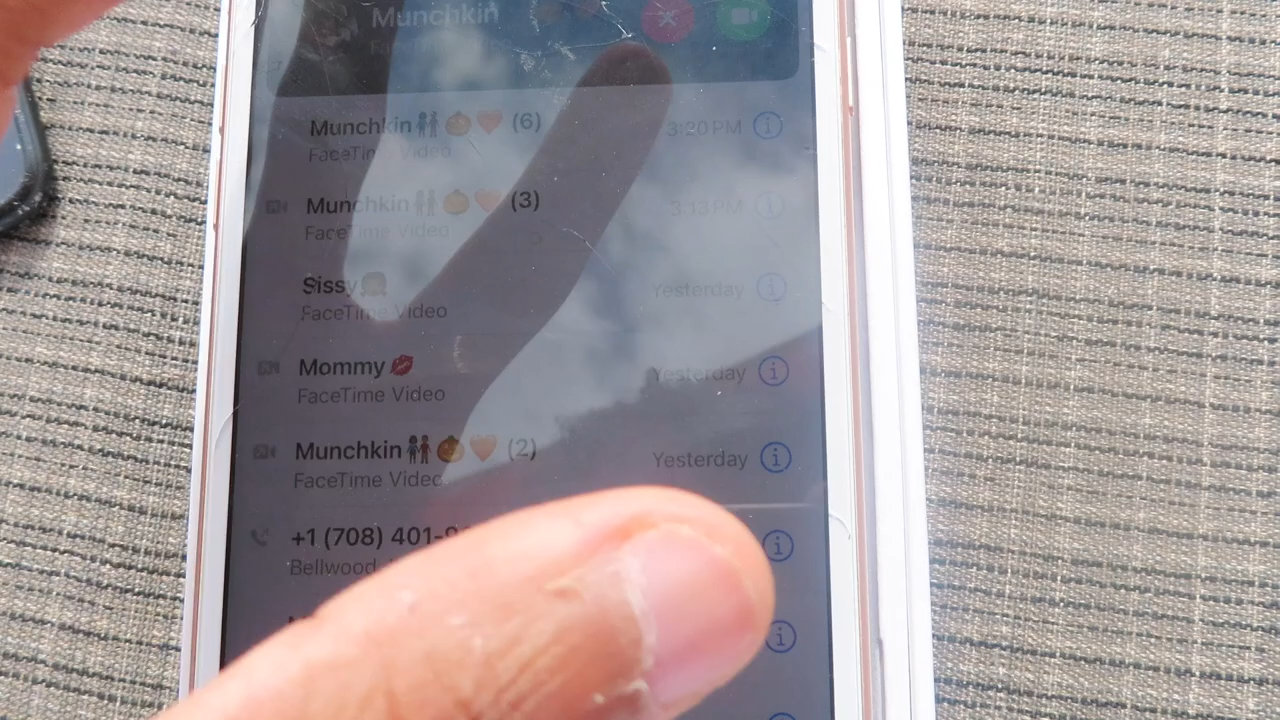 Munchkin
Munchkin👫🎃❤️ (6)
3:20 PM
FaceTime Video
Munchkin👫🎃❤️ (3)
3:13 PM
FaceTime Video
Sissy
Yesterday
FaceTime Video
Mommy💋
Yesterday
FaceTime Video
Munchkin👫🎃🧡 (2)
Yesterday
FaceTime Video
+1 (708) 401-
Bellwood,